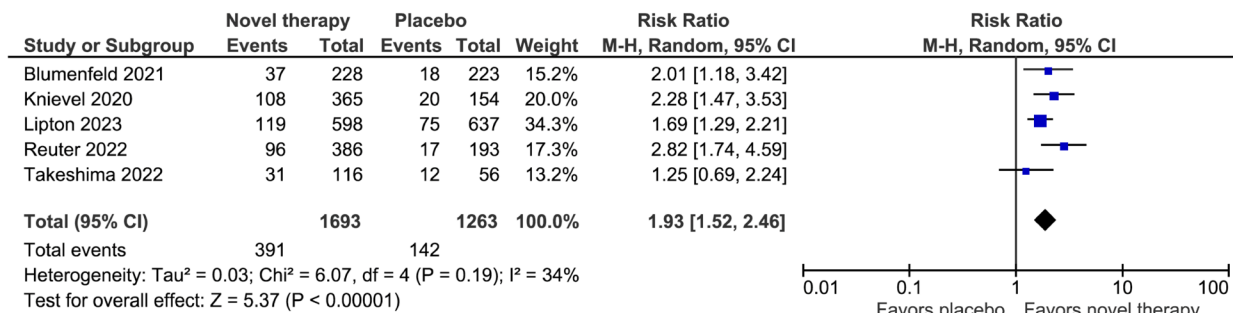 Novel therapy Placebo Risk Ratio Risk Ratio
Study or Subgroup Events Total Events Total Weight M-H, Random, 95% CI M-H, Random, 95% CI
Blumenfeld 2021 37 228 18 223 15.2% 2.01 [1.18, 3.42]
Knievel 2020 108 365 20 154 20.0% 2.28 [1.47, 3.53]
Lipton 2023 119 598 75 637 34.3% 1.69 [1.29, 2.21]
Reuter 2022 96 386 17 193 17.3% 2.82 [1.74, 4.59]
Takeshima 2022 31 116 12 56 13.2% 1.25 [0.69, 2.24]
Total (95% CI) 1693 1263 100.0% 1.93 [1.52, 2.46]
Total events 391 142
Heterogeneity: Tau² = 0.03; Chi² = 6.07, df = 4 (P = 0.19); I² = 34%
Test for overall effect: Z = 5.37 (P < 0.00001)
0.01 0.1 1 10 100
Favors placebo Favors novel therapy